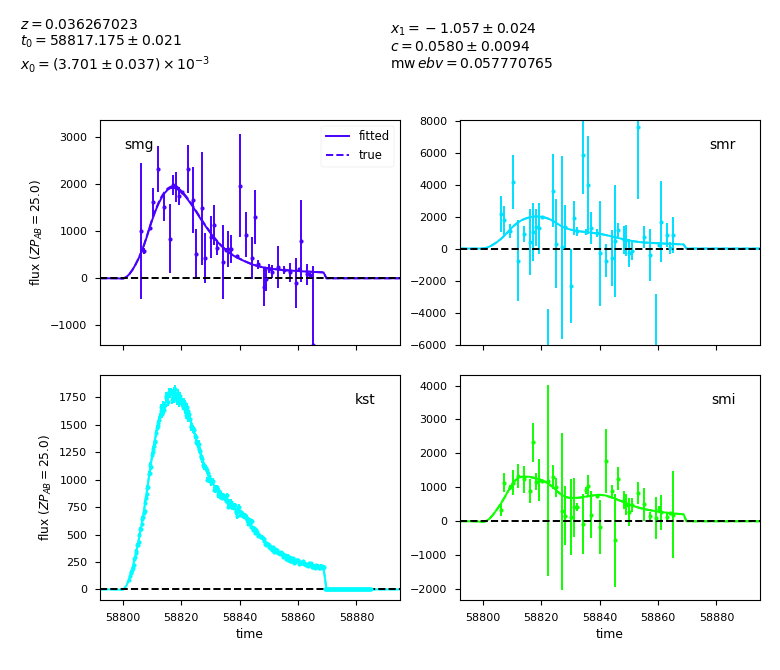 z = 0.036267023
t₀ = 58817.175 ± 0.021
x₀ = (3.701 ± 0.037) × 10⁻³
x₁ = −1.057 ± 0.024
c = 0.0580 ± 0.0094
mw ebv = 0.057770765
smg
fitted
true
3000
2000
1000
0
−1000
flux (ZP_AB = 25.0)
smr
8000
6000
4000
2000
0
−2000
−4000
−6000
kst
1750
1500
1250
1000
750
500
250
0
flux (ZP_AB = 25.0)
58800 58820 58840 58860 58880
time
smi
4000
3000
2000
1000
0
−1000
−2000
58800 58820 58840 58860 58880
time